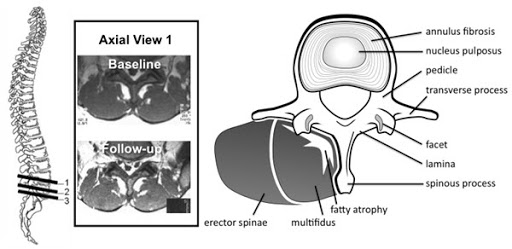 Axial View 1
Baseline
Follow-up
1
2
3
annulus fibrosis
nucleus pulposus
pedicle
transverse process
facet
lamina
spinous process
fatty atrophy
multifidus
erector spinae